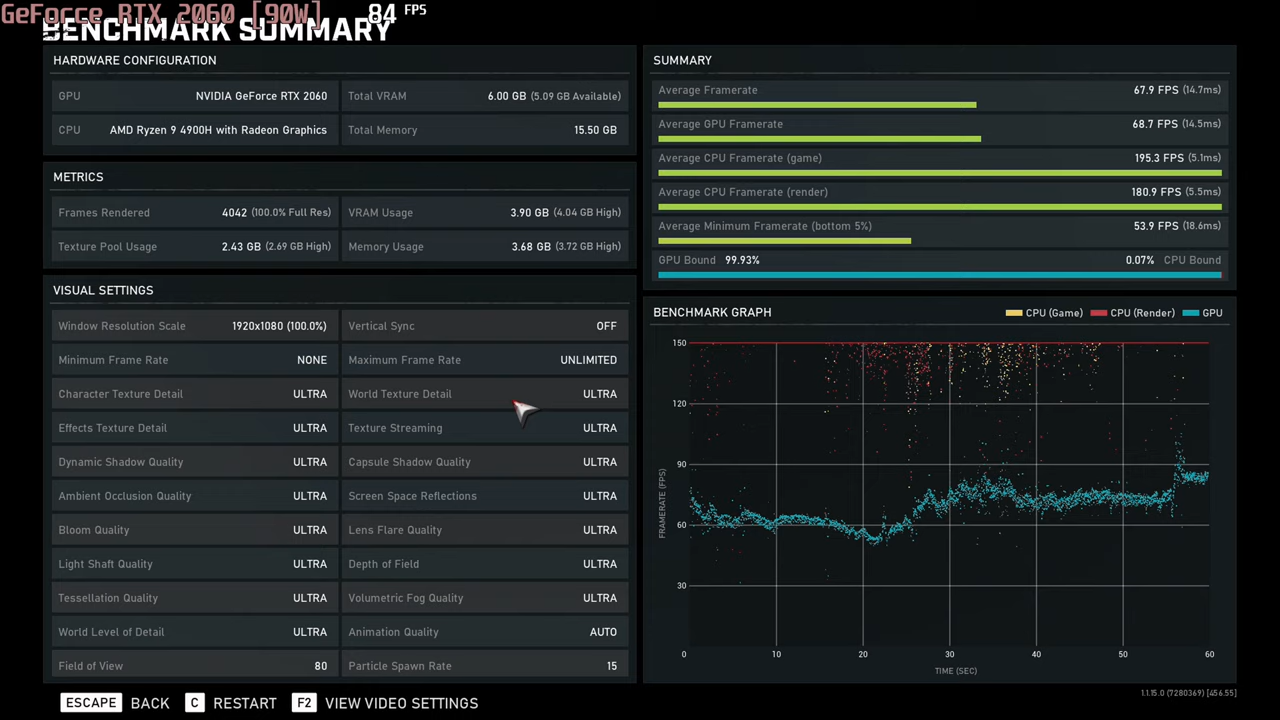 GeForce RTX 2060 [90W] 84 FPS
BENCHMARK SUMMARY
HARDWARE CONFIGURATION
GPU NVIDIA GeForce RTX 2060 Total VRAM 6.00 GB (5.09 GB Available)
CPU AMD Ryzen 9 4900H with Radeon Graphics Total Memory 15.50 GB
METRICS
Frames Rendered 4042 (100.0% Full Res) VRAM Usage 3.90 GB (4.04 GB High)
Texture Pool Usage 2.43 GB (2.69 GB High) Memory Usage 3.68 GB (3.72 GB High)
VISUAL SETTINGS
Window Resolution Scale 1920x1080 (100.0%) Vertical Sync OFF
Minimum Frame Rate NONE Maximum Frame Rate UNLIMITED
Character Texture Detail ULTRA World Texture Detail ULTRA
Effects Texture Detail ULTRA Texture Streaming ULTRA
Dynamic Shadow Quality ULTRA Capsule Shadow Quality ULTRA
Ambient Occlusion Quality ULTRA Screen Space Reflections ULTRA
Bloom Quality ULTRA Lens Flare Quality ULTRA
Light Shaft Quality ULTRA Depth of Field ULTRA
Tessellation Quality ULTRA Volumetric Fog Quality ULTRA
World Level of Detail ULTRA Animation Quality AUTO
Field of View 80 Particle Spawn Rate 15
SUMMARY
Average Framerate 67.9 FPS (14.7ms)
Average GPU Framerate 68.7 FPS (14.5ms)
Average CPU Framerate (game) 195.3 FPS (5.1ms)
Average CPU Framerate (render) 180.9 FPS (5.5ms)
Average Minimum Framerate (bottom 5%) 53.9 FPS (18.6ms)
GPU Bound 99.93% 0.07% CPU Bound
BENCHMARK GRAPH CPU (Game) CPU (Render) GPU
150
120
90
60
30
FRAMERATE (FPS)
0 10 20 30 40 50 60
TIME (SEC)
ESCAPE BACK C RESTART F2 VIEW VIDEO SETTINGS
1.1.15.0 (7280369) [456.55]